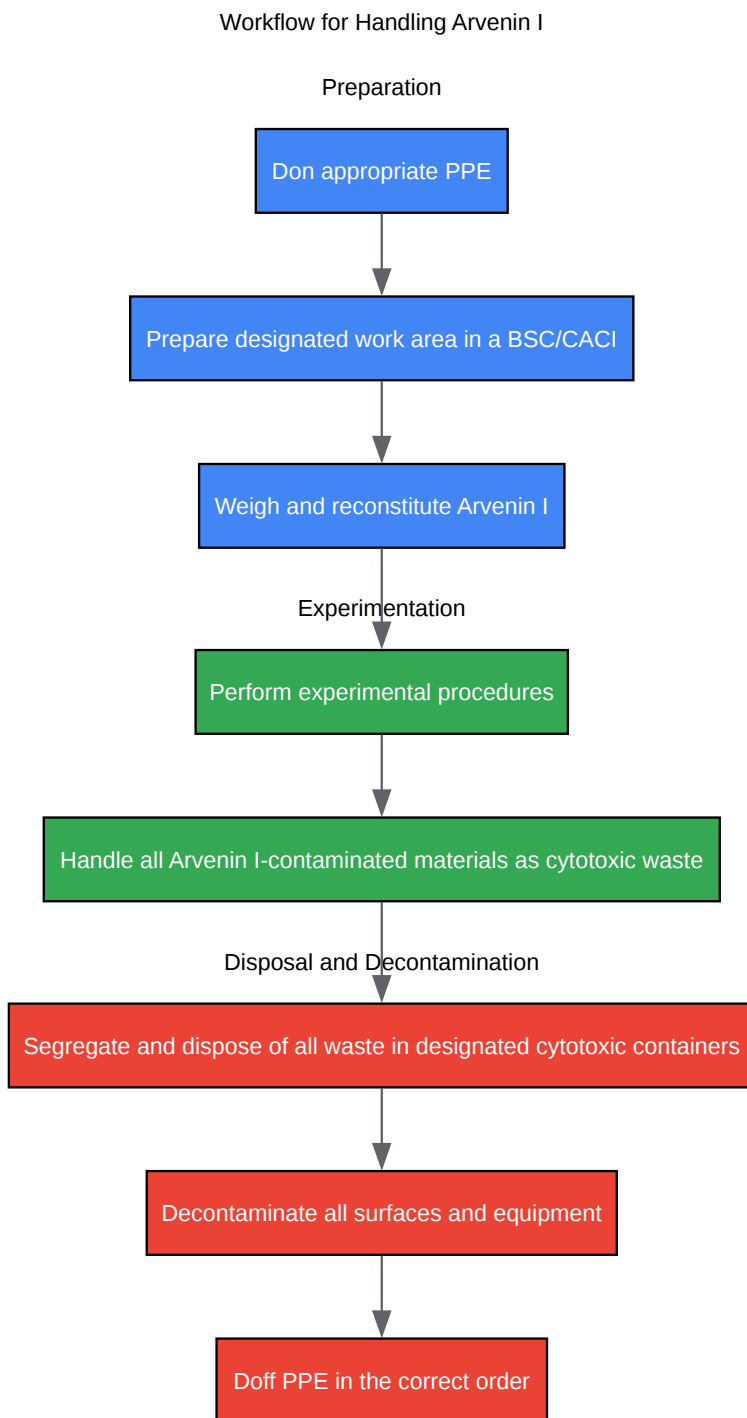 Workflow for Handling Arvenin I
Preparation
Don appropriate PPE
Prepare designated work area in a BSC/CACI
Weigh and reconstitute Arvenin I
Experimentation
Perform experimental procedures
Handle all Arvenin I-contaminated materials as cytotoxic waste
Disposal and Decontamination
Segregate and dispose of all waste in designated cytotoxic containers
Decontaminate all surfaces and equipment
Doff PPE in the correct order